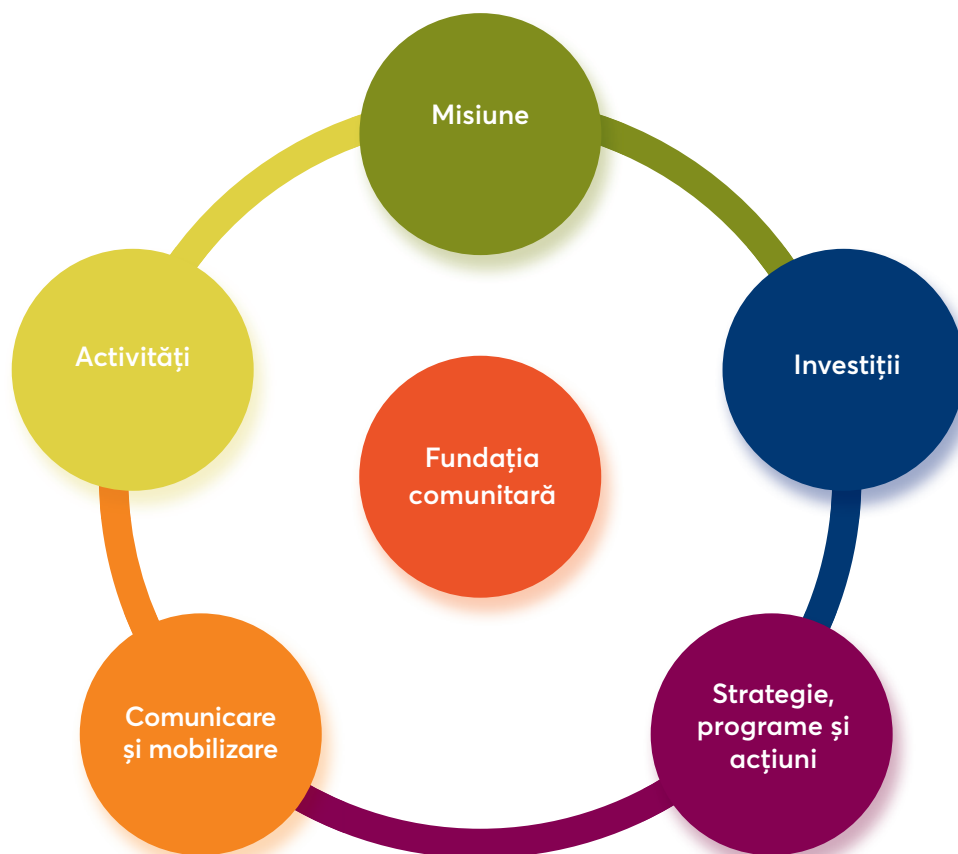 Misiune
Activități
Investiții
Fundația
comunitară
Comunicare
și mobilizare
Strategie,
programe și
acțiuni